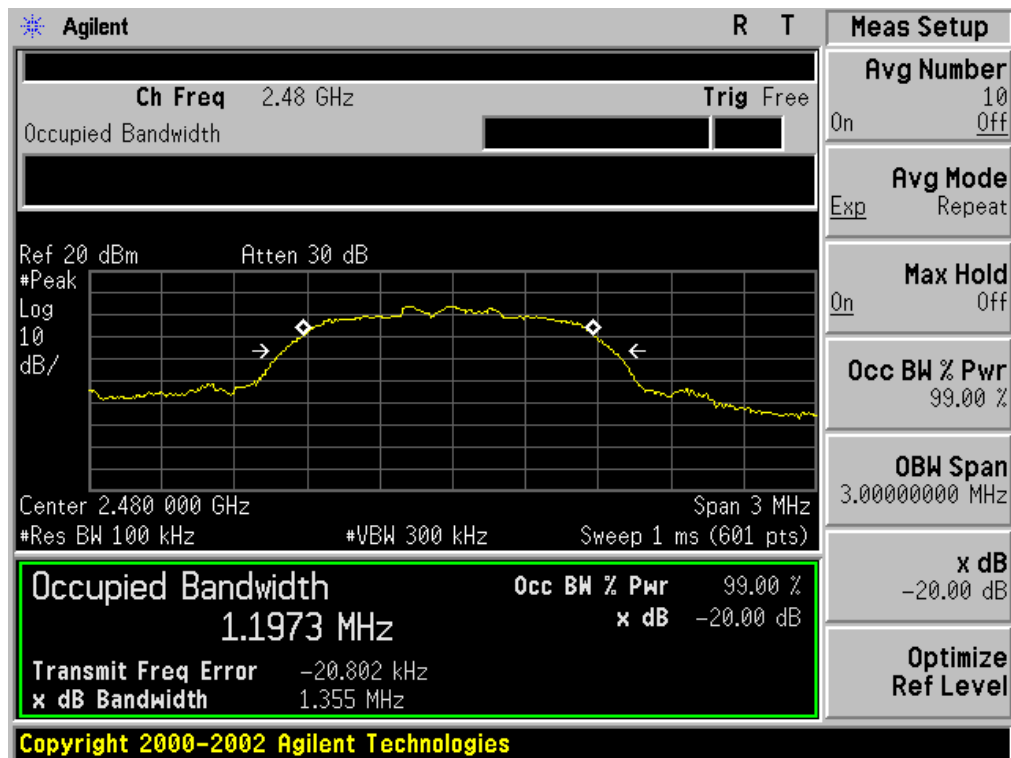 Agilent R T
Ch Freq 2.48 GHz Trig Free
Occupied Bandwidth
Ref 20 dBm Atten 30 dB
#Peak
Log
10
dB/
Center 2.480 000 GHz Span 3 MHz
#Res BW 100 kHz #VBW 300 kHz Sweep 1 ms (601 pts)
Occupied Bandwidth Occ BW % Pwr 99.00 %
1.1973 MHz x dB -20.00 dB
Transmit Freq Error -20.802 kHz
x dB Bandwidth 1.355 MHz
Copyright 2000-2002 Agilent Technologies
Meas Setup
Avg Number
10
On Off
Avg Mode
Exp Repeat
Max Hold
On Off
Occ BW % Pwr
99.00 %
OBW Span
3.00000000 MHz
x dB
-20.00 dB
Optimize
Ref Level